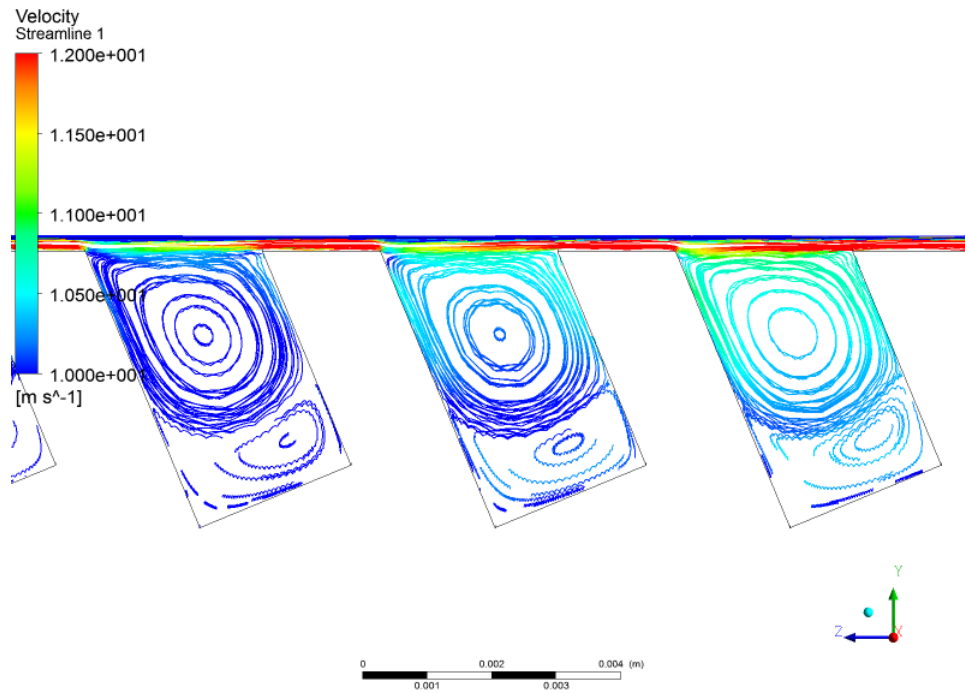 Velocity
Streamline 1
1.200e+001
1.150e+001
1.100e+001
1.050e+001
1.000e+001
[m s^-1]
Y
Z
X
0
0.002
0.004
(m)
0.001
0.003